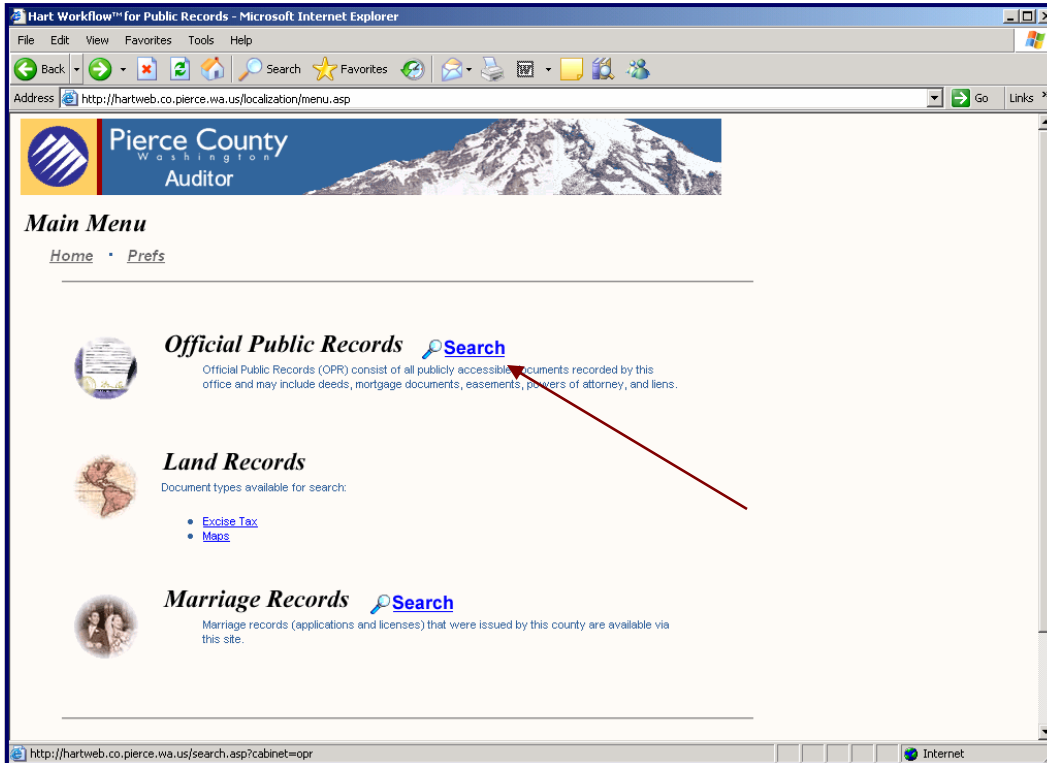 Hart Workflow™ for Public Records - Microsoft Internet Explorer
File Edit View Favorites Tools Help
Back Search Favorites
Address http://hartweb.co.pierce.wa.us/localization/menu.asp Go Links »
Pierce County
Washington
Auditor
Main Menu
Home · Prefs
Official Public Records Search
Official Public Records (OPR) consist of all publicly accessible documents recorded by this
office and may include deeds, mortgage documents, easements, powers of attorney, and liens.
Land Records
Document types available for search:
• Excise Tax
• Maps
Marriage Records Search
Marriage records (applications and licenses) that were issued by this county are available via
this site.
http://hartweb.co.pierce.wa.us/search.asp?cabinet=opr Internet